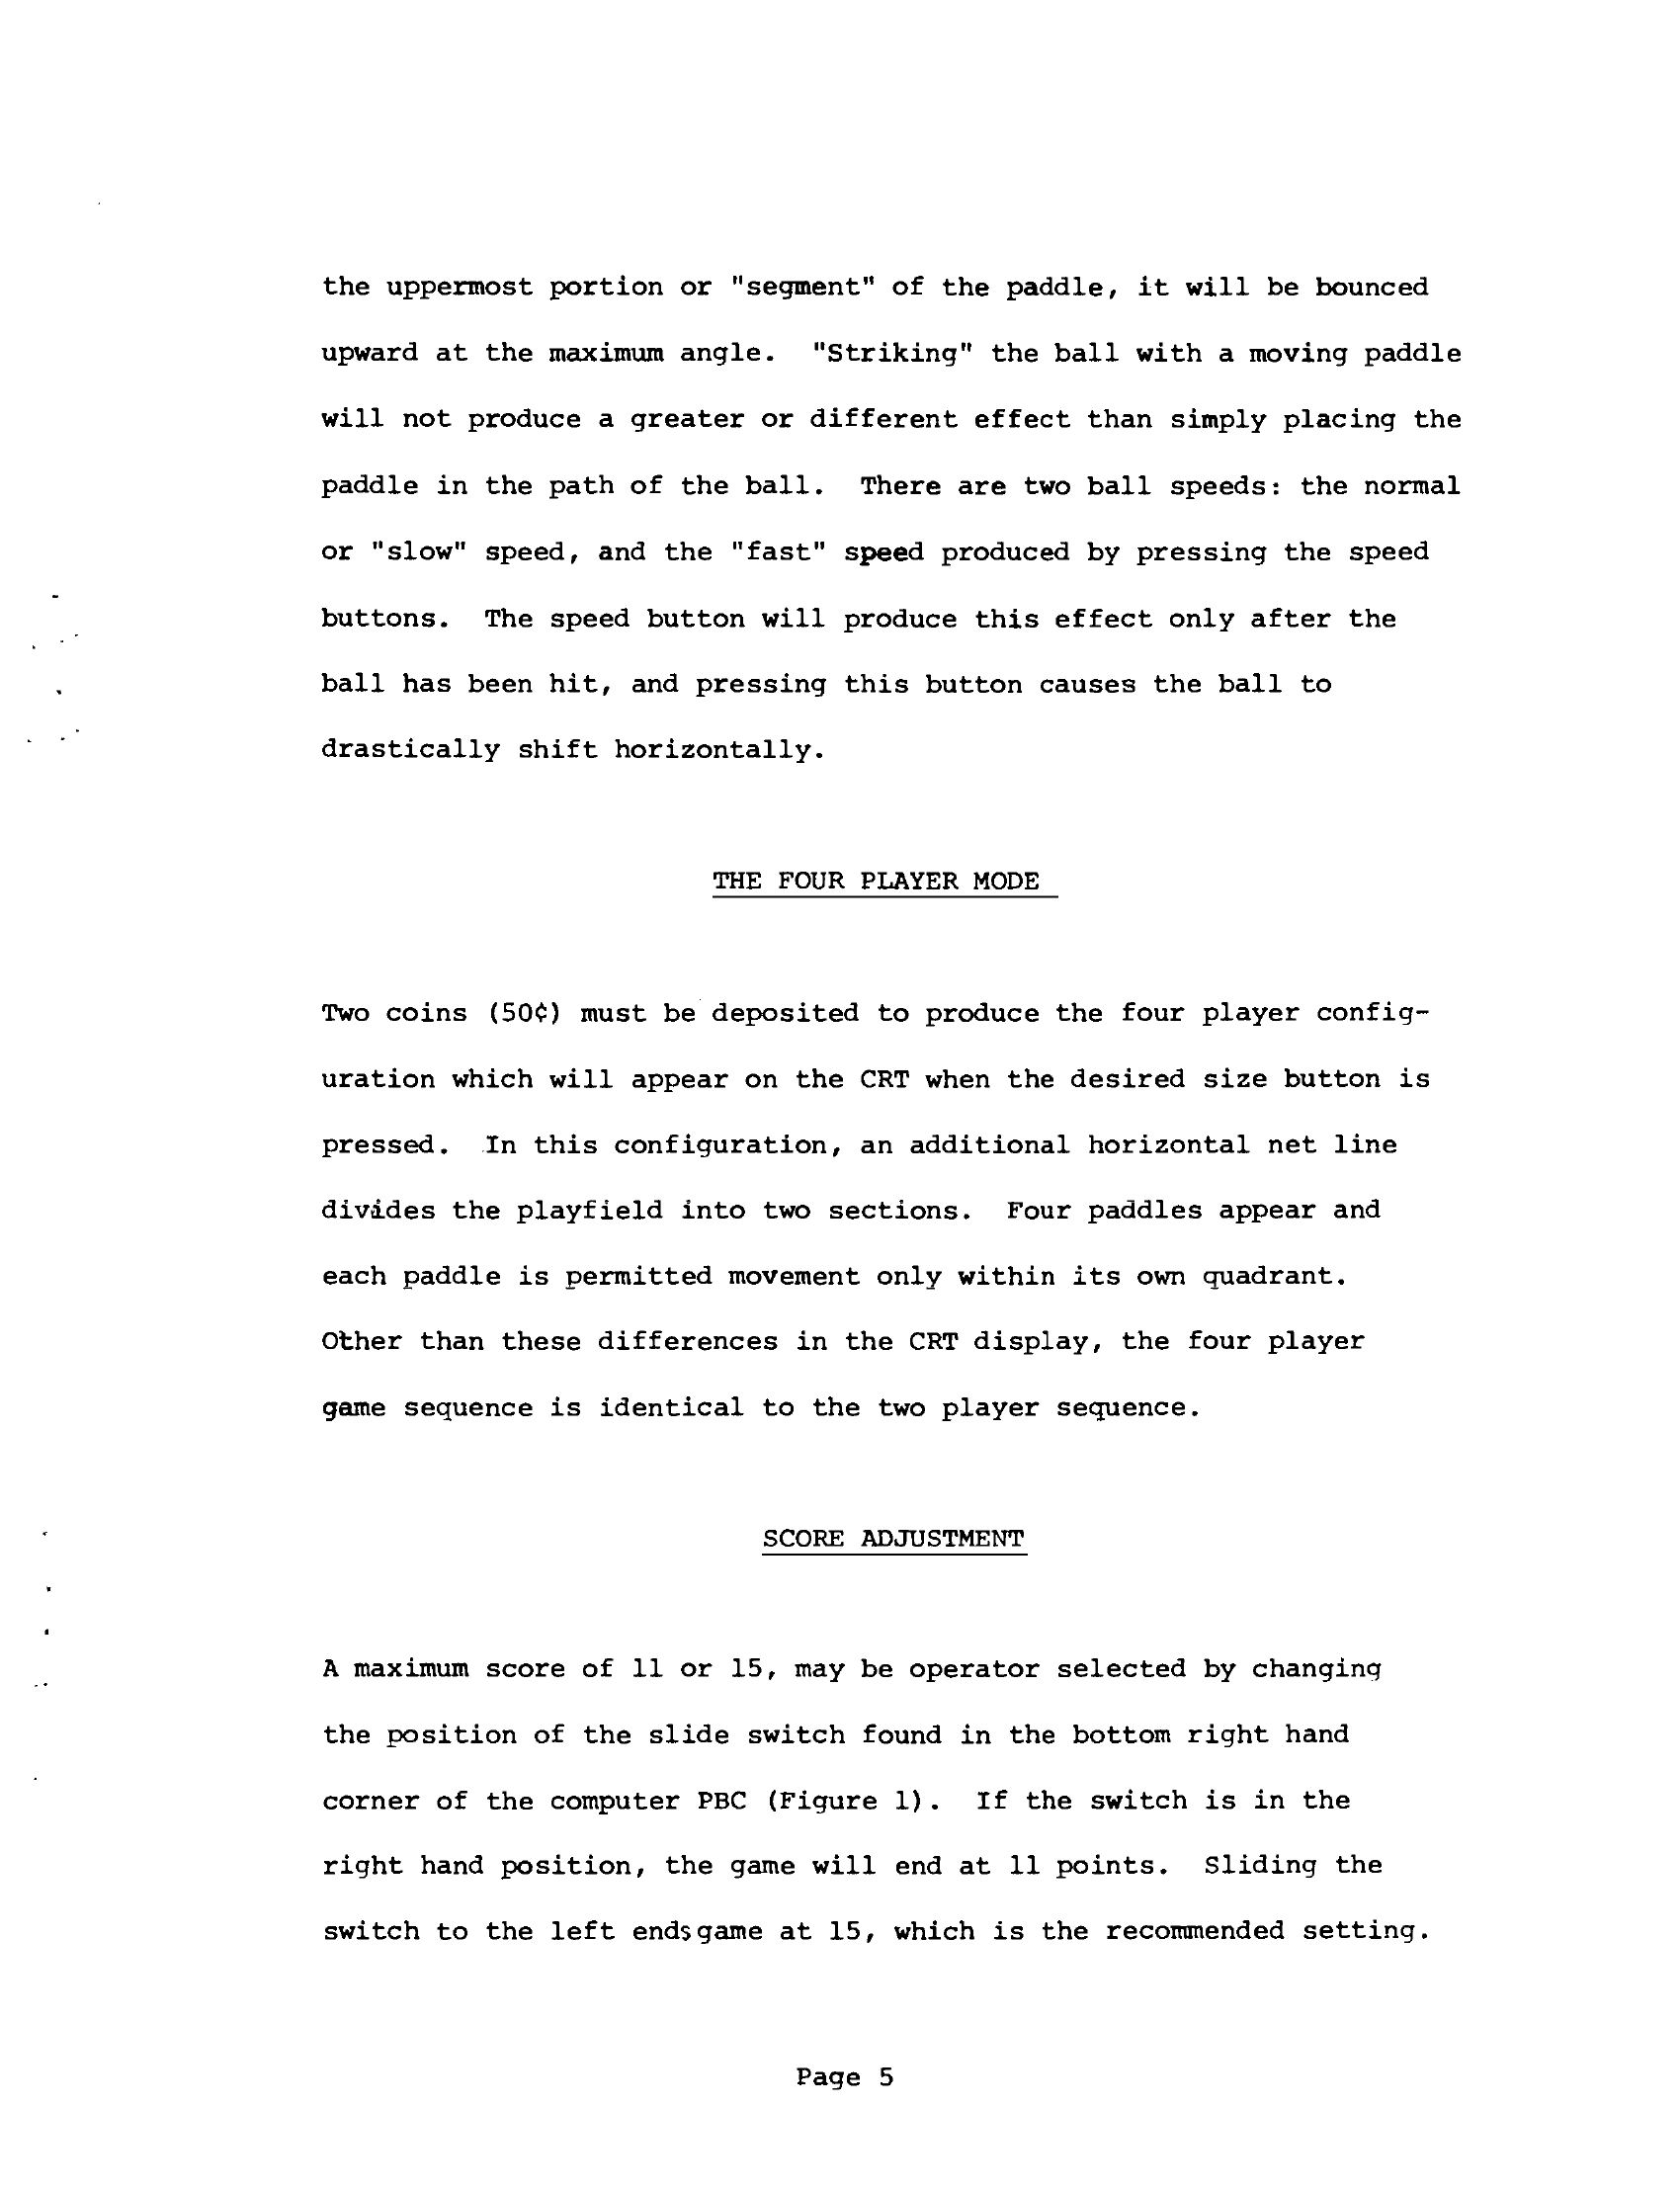 the uppermost portion or "segment" of the paddle, it will be bounced
upward at the maximum angle.  "Striking" the ball with a moving paddle
will not produce a greater or different effect than simply placing the
paddle in the path of the ball.  There are two ball speeds: the normal
or "slow" speed, and the "fast" speed produced by pressing the speed
buttons.  The speed button will produce this effect only after the
ball has been hit, and pressing this button causes the ball to
drastically shift horizontally.
THE FOUR PLAYER MODE
Two coins (50¢) must be deposited to produce the four player config-
uration which will appear on the CRT when the desired size button is
pressed.  In this configuration, an additional horizontal net line
divides the playfield into two sections.  Four paddles appear and
each paddle is permitted movement only within its own quadrant.
Other than these differences in the CRT display, the four player
game sequence is identical to the two player sequence.
SCORE ADJUSTMENT
A maximum score of 11 or 15, may be operator selected by changing
the position of the slide switch found in the bottom right hand
corner of the computer PBC (Figure 1).  If the switch is in the
right hand position, the game will end at 11 points.  Sliding the
switch to the left ends game at 15, which is the recommended setting.
Page 5